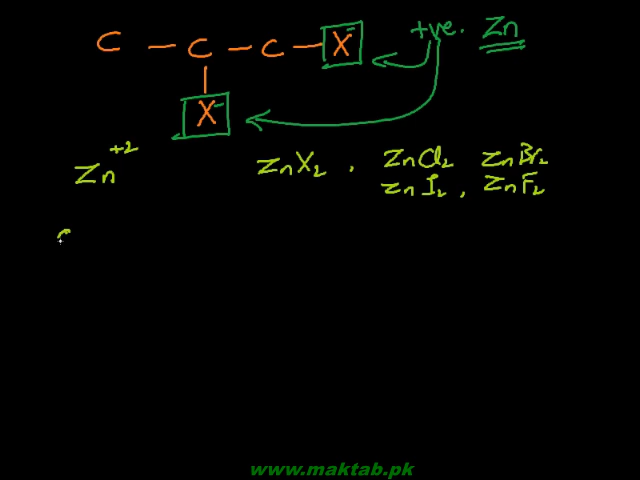 C — C — C — X⁻ +ve. Zn
X⁻
Zn⁺² ZnX₂ , ZnCl₂ ZnBr₂
ZnI₂ , ZnF₂
www.maktab.pk